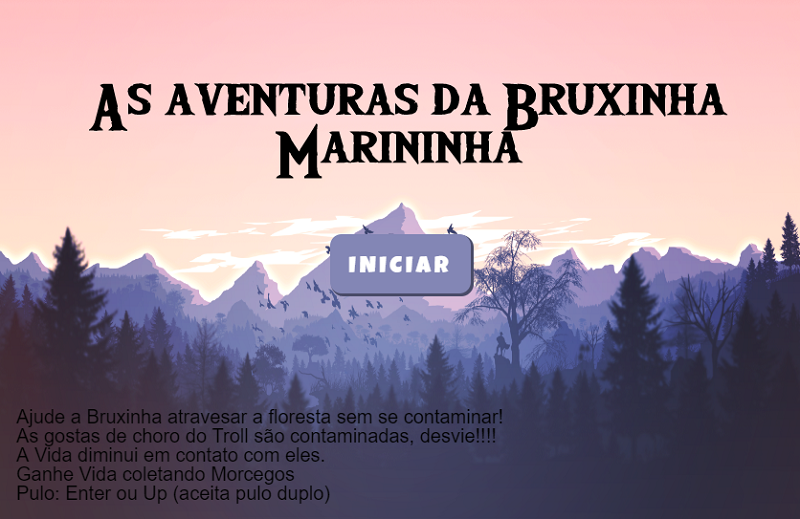 As aventuras da Bruxinha
Marininha
INICIAR
Ajude a Bruxinha atravesar a floresta sem se contaminar!
As gostas de choro do Troll são contaminadas, desvie!!!!
A Vida diminui em contato com eles.
Ganhe Vida coletando Morcegos
Pulo: Enter ou Up (aceita pulo duplo)